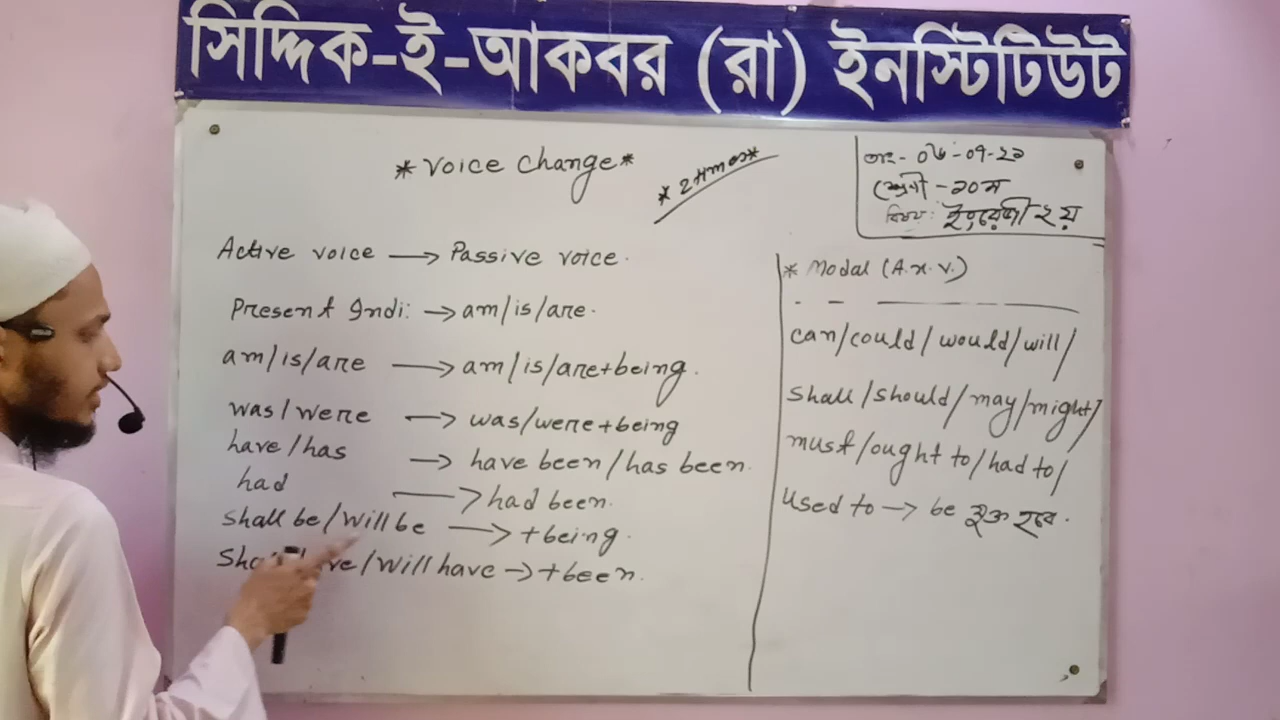 সিদ্দিক-ই-আকবর (রা) ইনস্টিটিউট
*Voice Change*
তাং- ০৬-০৭-২১
শ্রেণী - ১০ম
বিষয়: ইংরেজী ২য়
Active voice → Passive voice.
Present Indi: → am/is/are.
am/is/are → am/is/are+being.
was/were → was/were+being
have/has → have been/has been.
had → had been.
Shall be/Will be → +being.
/Will have → +been.
* Modal (A.x.v.)
can/could/would/will/
Shall/should/may/might/
must/ought to/had to/
Used to → be যুক্ত হবে.